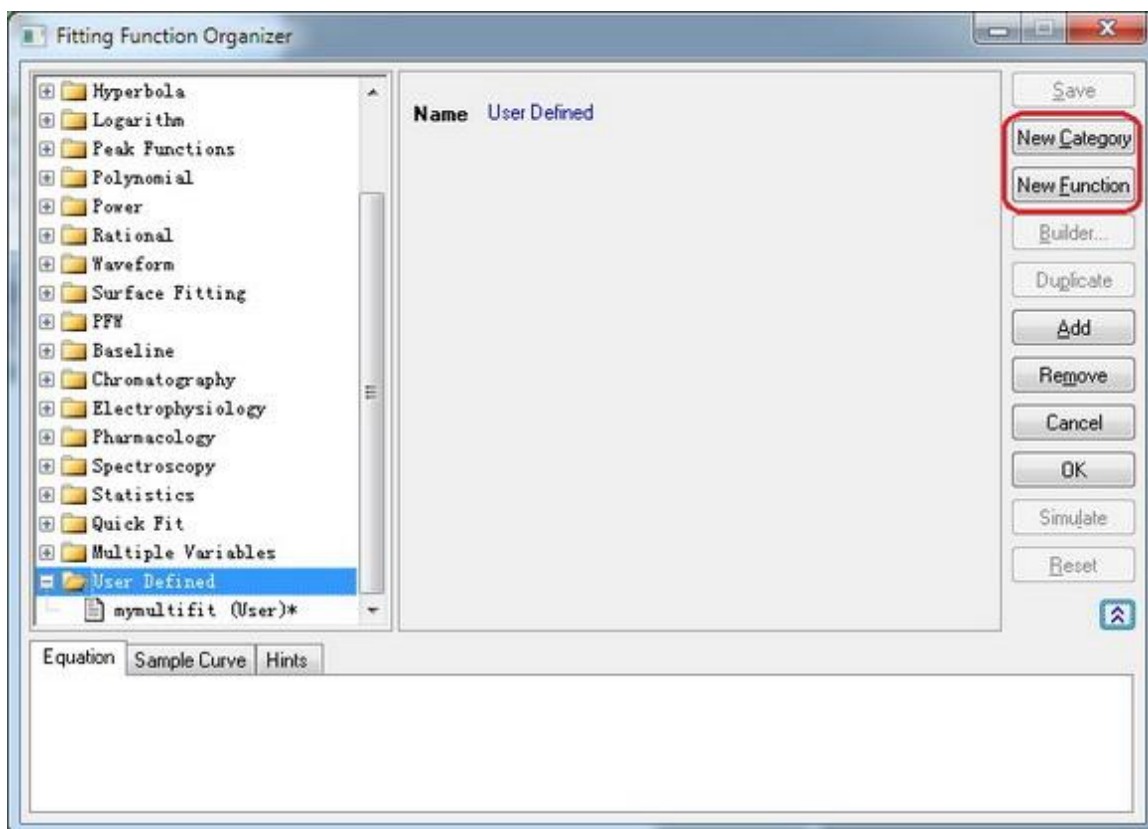 Fitting Function Organizer
Hyperbola
Logarithm
Peak Functions
Polynomial
Power
Rational
Waveform
Surface Fitting
PFW
Baseline
Chromatography
Electrophysiology
Pharmacology
Spectroscopy
Statistics
Quick Fit
Multiple Variables
User Defined
mymultifit (User)*
Name User Defined
Save
New Category
New Function
Builder...
Duplicate
Add
Remove
Cancel
OK
Simulate
Reset
Equation Sample Curve Hints